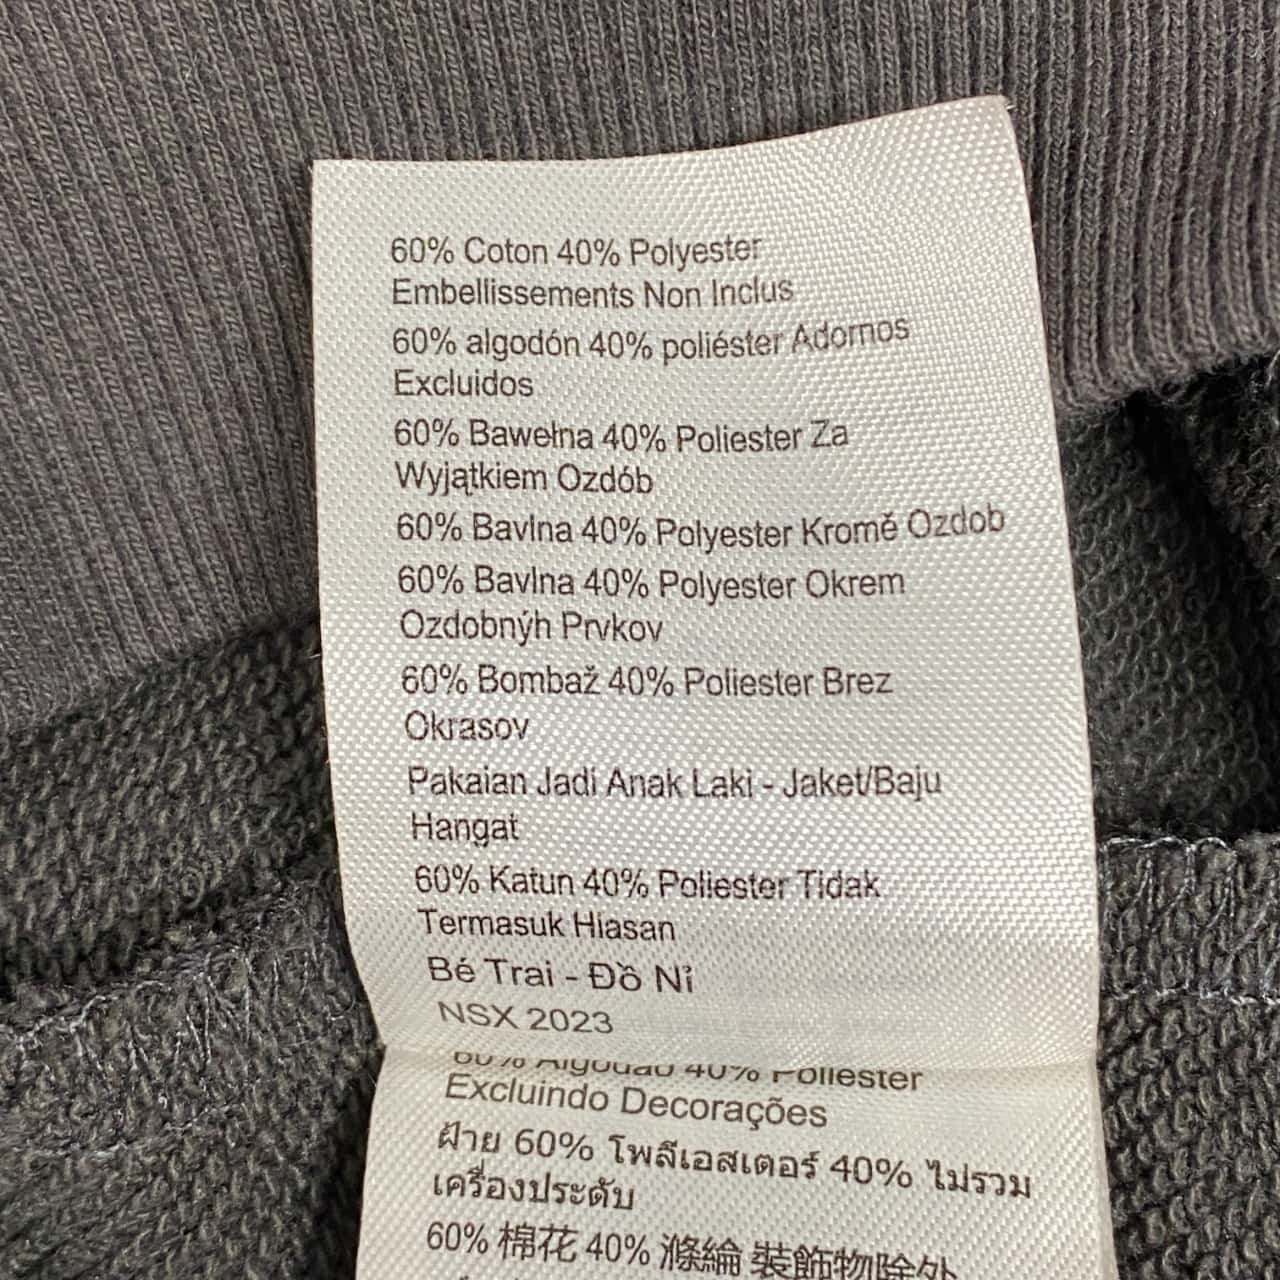 60% Coton 40% Polyester
Embellissements Non Inclus
60% algodón 40% poliéster Adornos
Excluidos
60% Bawełna 40% Poliester Za
Wyjątkiem Ozdób
60% Bavlna 40% Polyester Kromě Ozdob
60% Bavlna 40% Polyester Okrem
Ozdobnýh Prvkov
60% Bombaž 40% Poliester Brez
Okrasov
Pakaian Jadi Anak Laki - Jaket/Baju
Hangat
60% Katun 40% Poliester Tidak
Termasuk Hiasan
Bé Trai - Đồ Nỉ
NSX 2023
60% Algodão 40% Poliester
Excluindo Decorações
ฝ้าย 60% โพลีเอสเตอร์ 40% ไม่รวม
เครื่องประดับ
60% 棉花 40% 滌綸 裝飾物除外